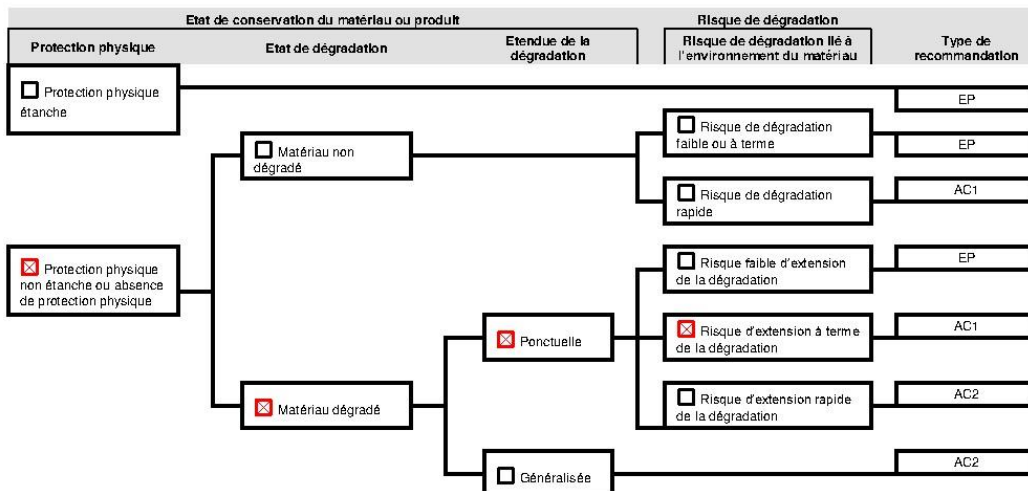 Etat de conservation du matériau ou produit
Risque de dégradation
Protection physique
Etat de dégradation
Etendue de la
dégradation
Risque de dégradation lié à
l'environnement du matériau
Type de
recommandation
Protection physique
étanche
EP
Matériau non
dégradé
Risque de dégradation
faible ou à terme
EP
Risque de dégradation
rapide
AC1
Protection physique
non étanche ou absence
de protection physique
Risque faible d'extension
de la dégradation
EP
Ponctuelle
Risque d'extension à terme
de la dégradation
AC1
Matériau dégradé
Risque d'extension rapide
de la dégradation
AC2
Généralisée
AC2